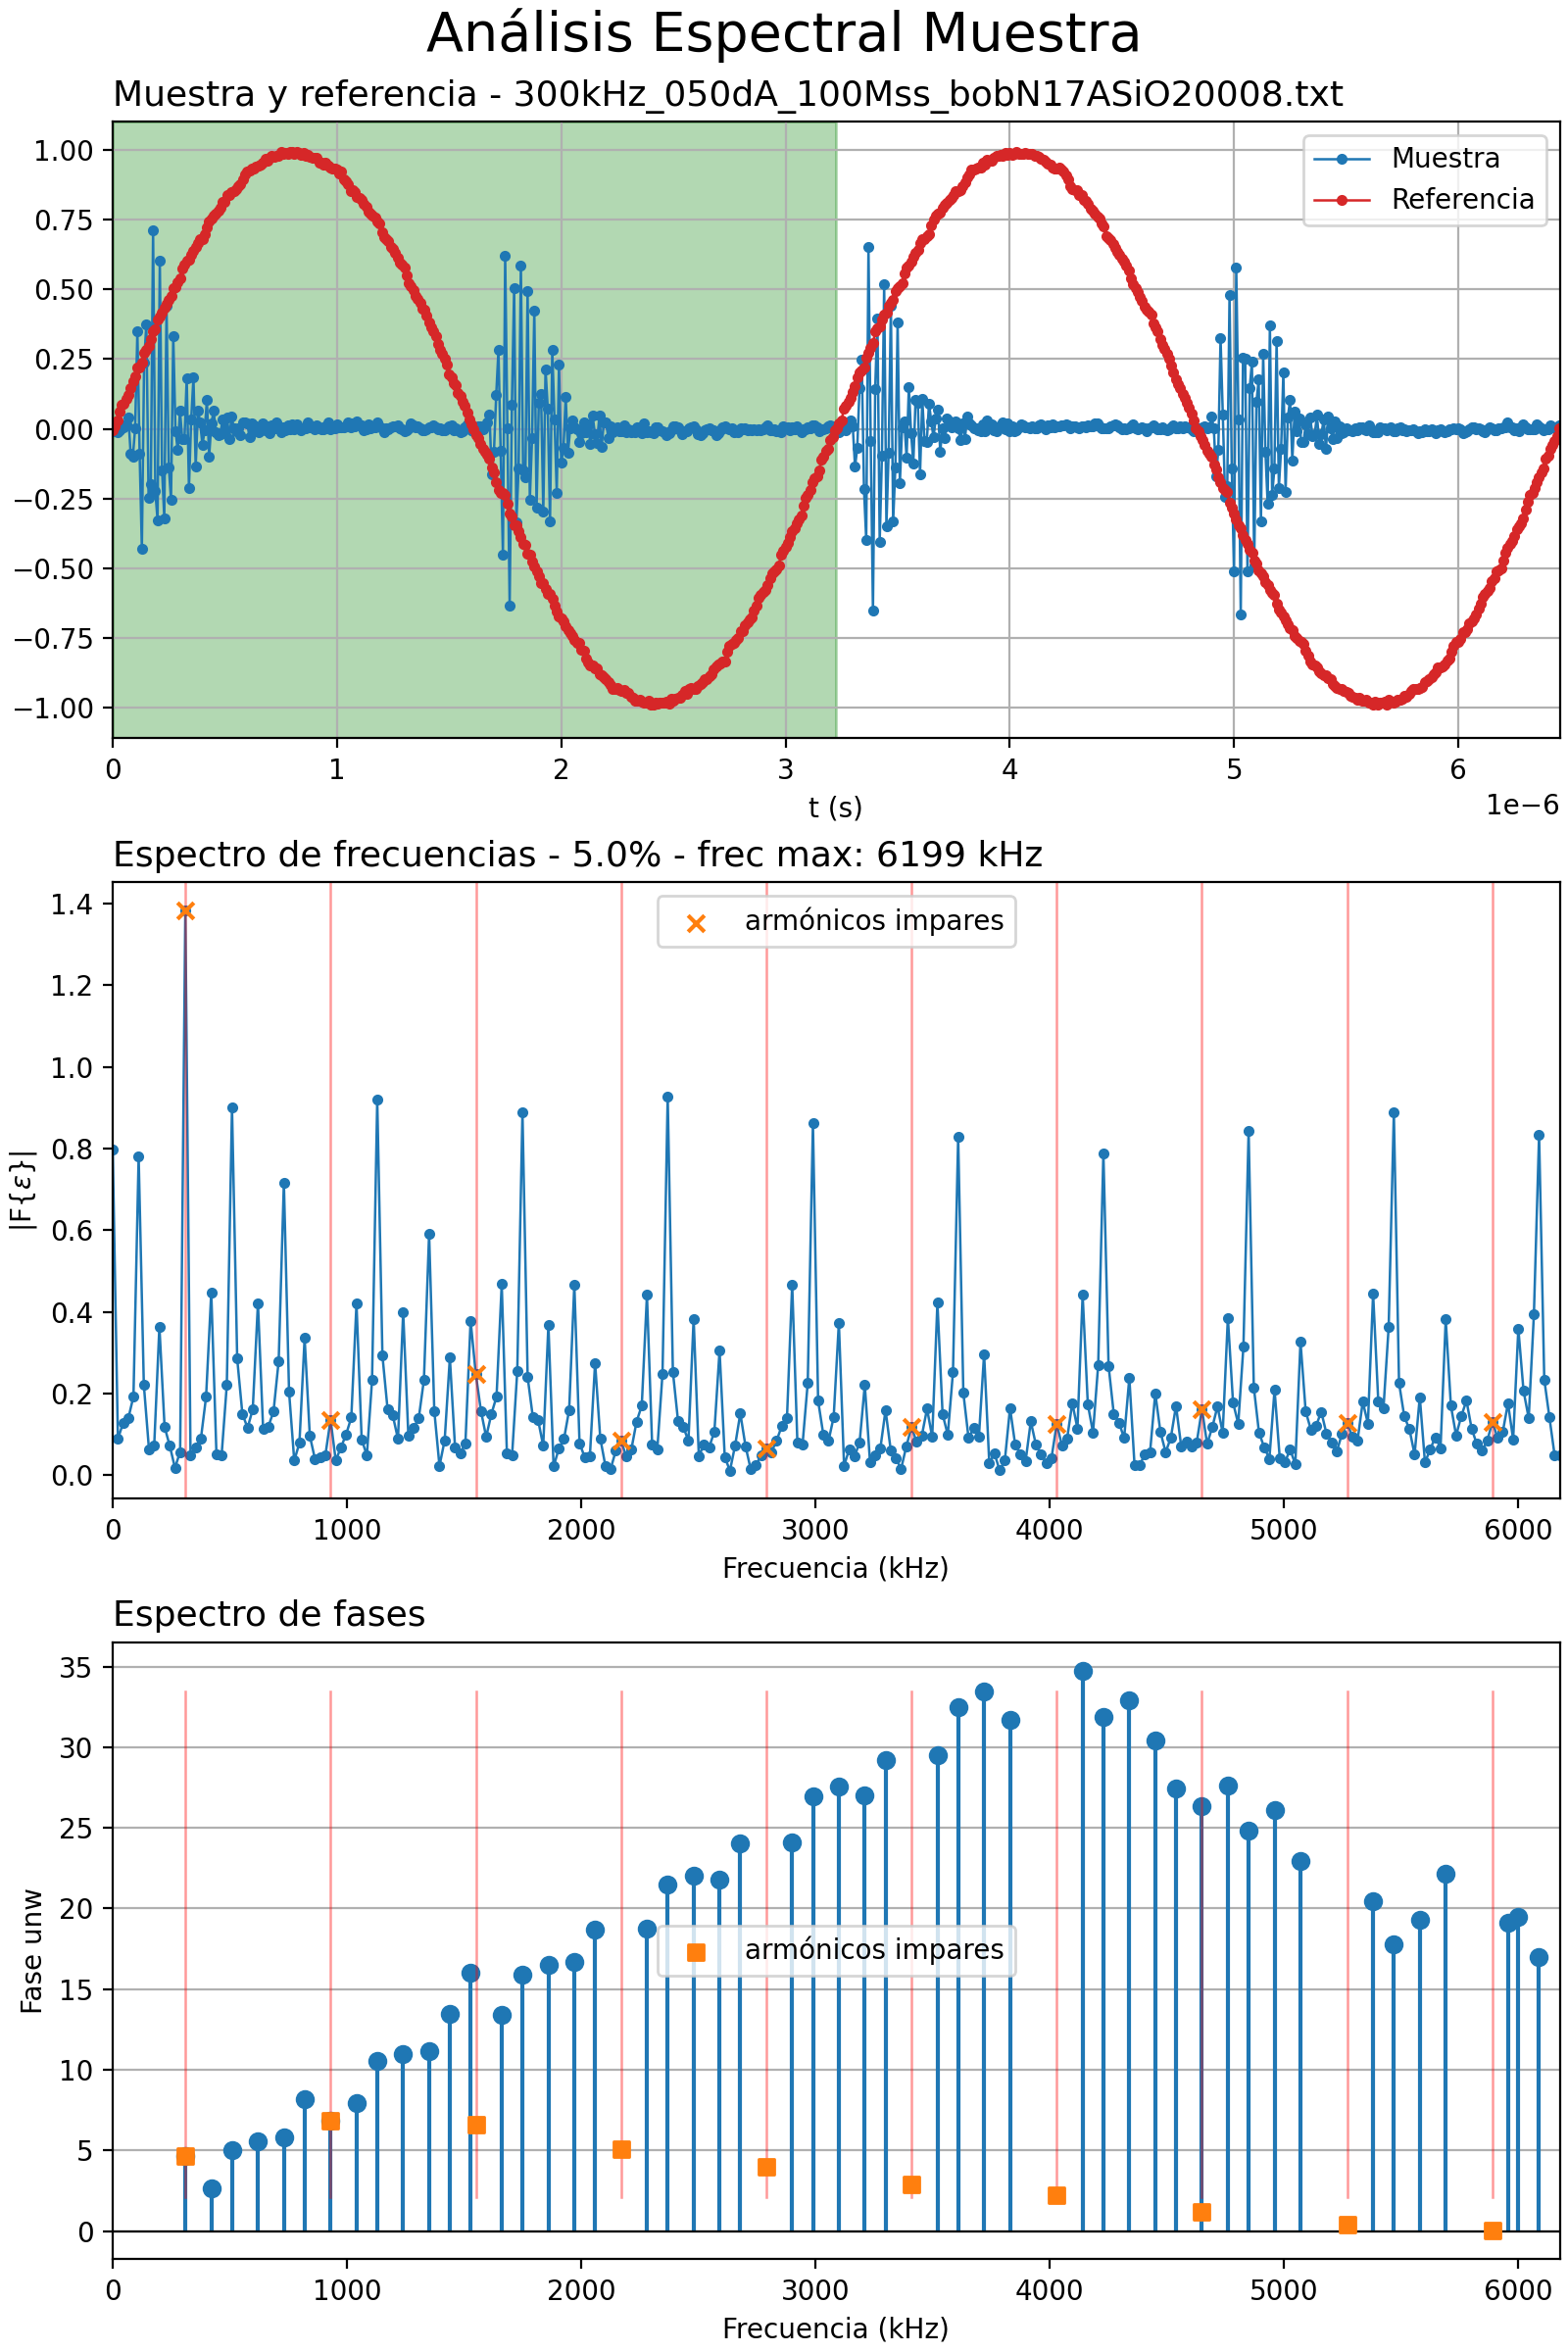 Análisis Espectral Muestra
Muestra y referencia - 300kHz_050dA_100Mss_bobN17ASiO20008.txt
1.00
0.75
0.50
0.25
0.00
−0.25
−0.50
−0.75
−1.00
Muestra
Referencia
0 1 2 3 4 5 6
1e−6
t (s)
Espectro de frecuencias - 5.0% - frec max: 6199 kHz
armónicos impares
1.4
1.2
1.0
0.8
0.6
0.4
0.2
0.0
|F{ε}|
0 1000 2000 3000 4000 5000 6000
Frecuencia (kHz)
Espectro de fases
35
30
25
20
15
10
5
0
Fase unw
armónicos impares
0 1000 2000 3000 4000 5000 6000
Frecuencia (kHz)